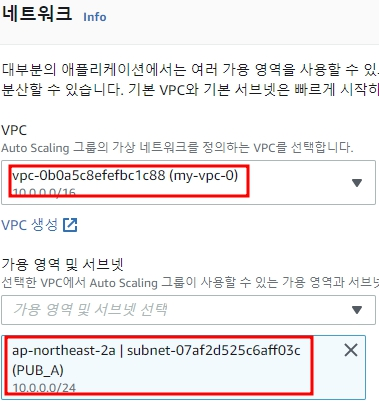 네트워크 Info
대부분의 애플리케이션에서는 여러 가용 영역을 사용할 수 있
분산할 수 있습니다. 기본 VPC와 기본 서브넷은 빠르게 시작하
VPC
Auto Scaling 그룹의 가상 네트워크를 정의하는 VPC를 선택합니다.
vpc-0b0a5c8efefbc1c88 (my-vpc-0)
10.0.0.0/16
VPC 생성
가용 영역 및 서브넷
선택한 VPC에서 Auto Scaling 그룹이 사용할 수 있는 가용 영역과 서브넷
가용 영역 및 서브넷 선택
ap-northeast-2a | subnet-07af2d525c6aff03c
(PUB_A)
10.0.0.0/24